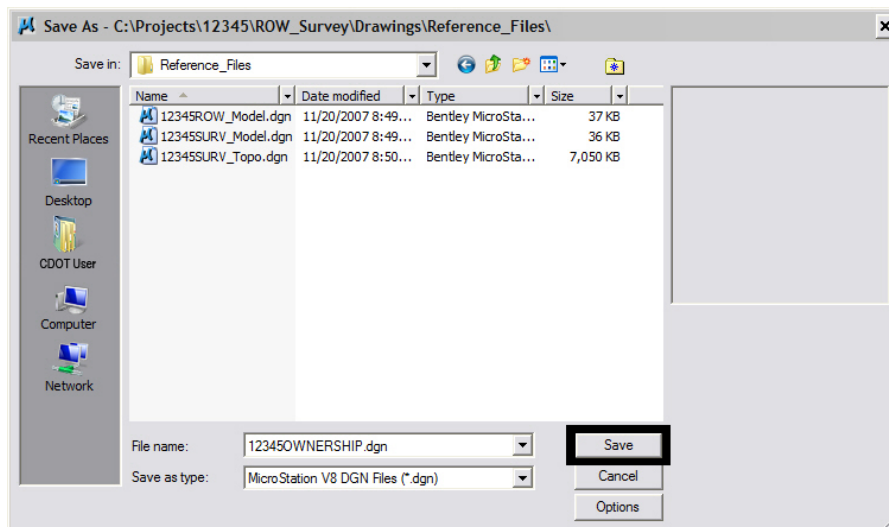 Save As - C:\Projects\12345\ROW_Survey\Drawings\Reference_Files\
Save in: Reference_Files
Name Date modified Type Size
12345ROW_Model.dgn 11/20/2007 8:49... Bentley MicroSta... 37 KB
12345SURV_Model.dgn 11/20/2007 8:49... Bentley MicroSta... 36 KB
12345SURV_Topo.dgn 11/20/2007 8:50... Bentley MicroSta... 7,050 KB
Recent Places
Desktop
CDOT User
Computer
Network
File name: 12345OWNERSHIP.dgn Save
Save as type: MicroStation V8 DGN Files (*.dgn) Cancel
Options